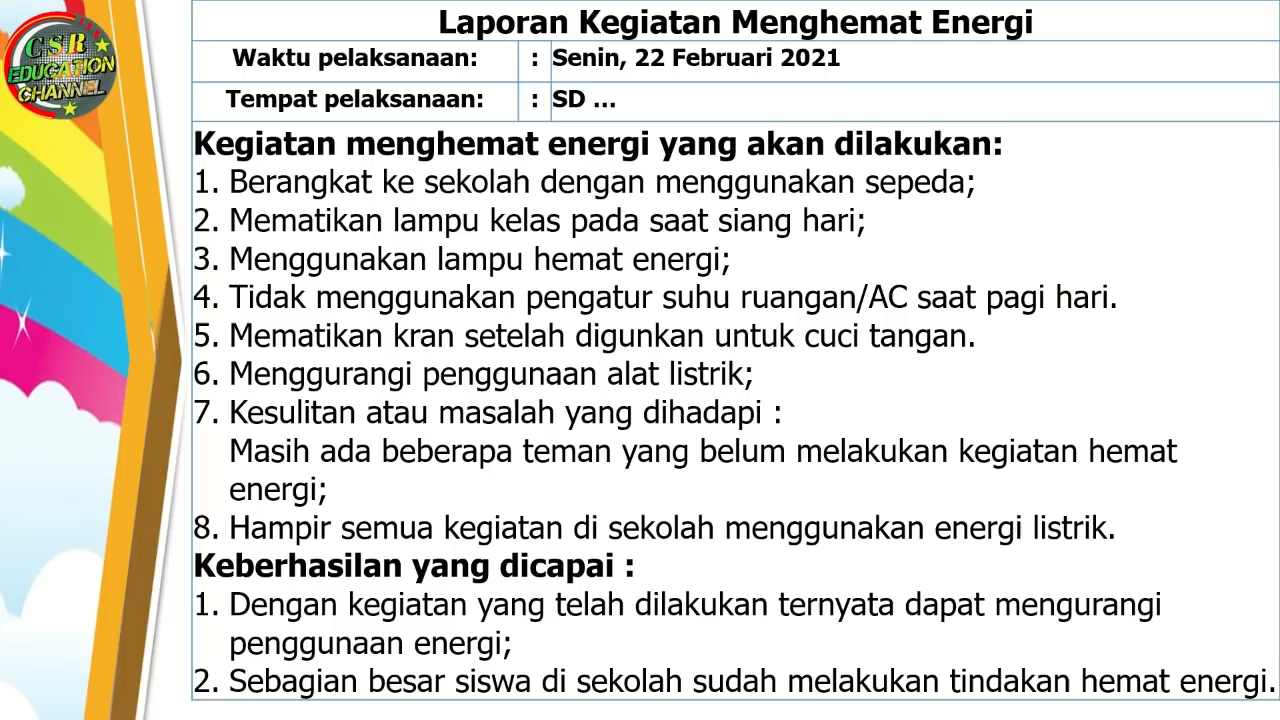 CSR
EDUCATION
CHANNEL
Laporan Kegiatan Menghemat Energi
Waktu pelaksanaan: : Senin, 22 Februari 2021
Tempat pelaksanaan: : SD ...
Kegiatan menghemat energi yang akan dilakukan:
1. Berangkat ke sekolah dengan menggunakan sepeda;
2. Mematikan lampu kelas pada saat siang hari;
3. Menggunakan lampu hemat energi;
4. Tidak menggunakan pengatur suhu ruangan/AC saat pagi hari.
5. Mematikan kran setelah digunkan untuk cuci tangan.
6. Menggurangi penggunaan alat listrik;
7. Kesulitan atau masalah yang dihadapi :
Masih ada beberapa teman yang belum melakukan kegiatan hemat
energi;
8. Hampir semua kegiatan di sekolah menggunakan energi listrik.
Keberhasilan yang dicapai :
1. Dengan kegiatan yang telah dilakukan ternyata dapat mengurangi
penggunaan energi;
2. Sebagian besar siswa di sekolah sudah melakukan tindakan hemat energi.